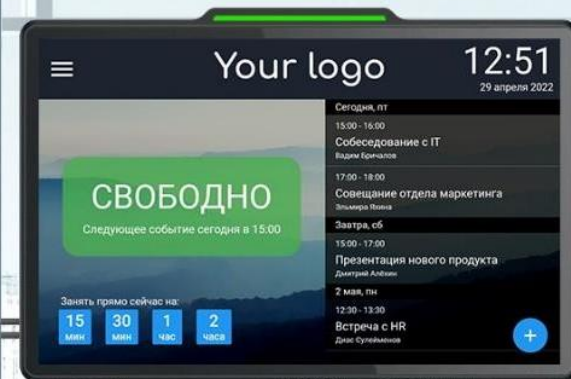 Your logo
12:51
29 апреля 2022
СВОБОДНО
Следующее событие сегодня в 15:00
Занять прямо сейчас на:
15 мин
30 мин
1 час
2 часа
Сегодня, пт
15:00 - 16:00
Собеседование с IT
Вадим Бричалов
17:00 - 18:00
Совещание отдела маркетинга
Эльмира Яхина
Завтра, сб
15:00 - 17:00
Презентация нового продукта
Дмитрий Алёхин
2 мая, пн
12:30 - 13:30
Встреча с HR
Диас Сулейменов
+